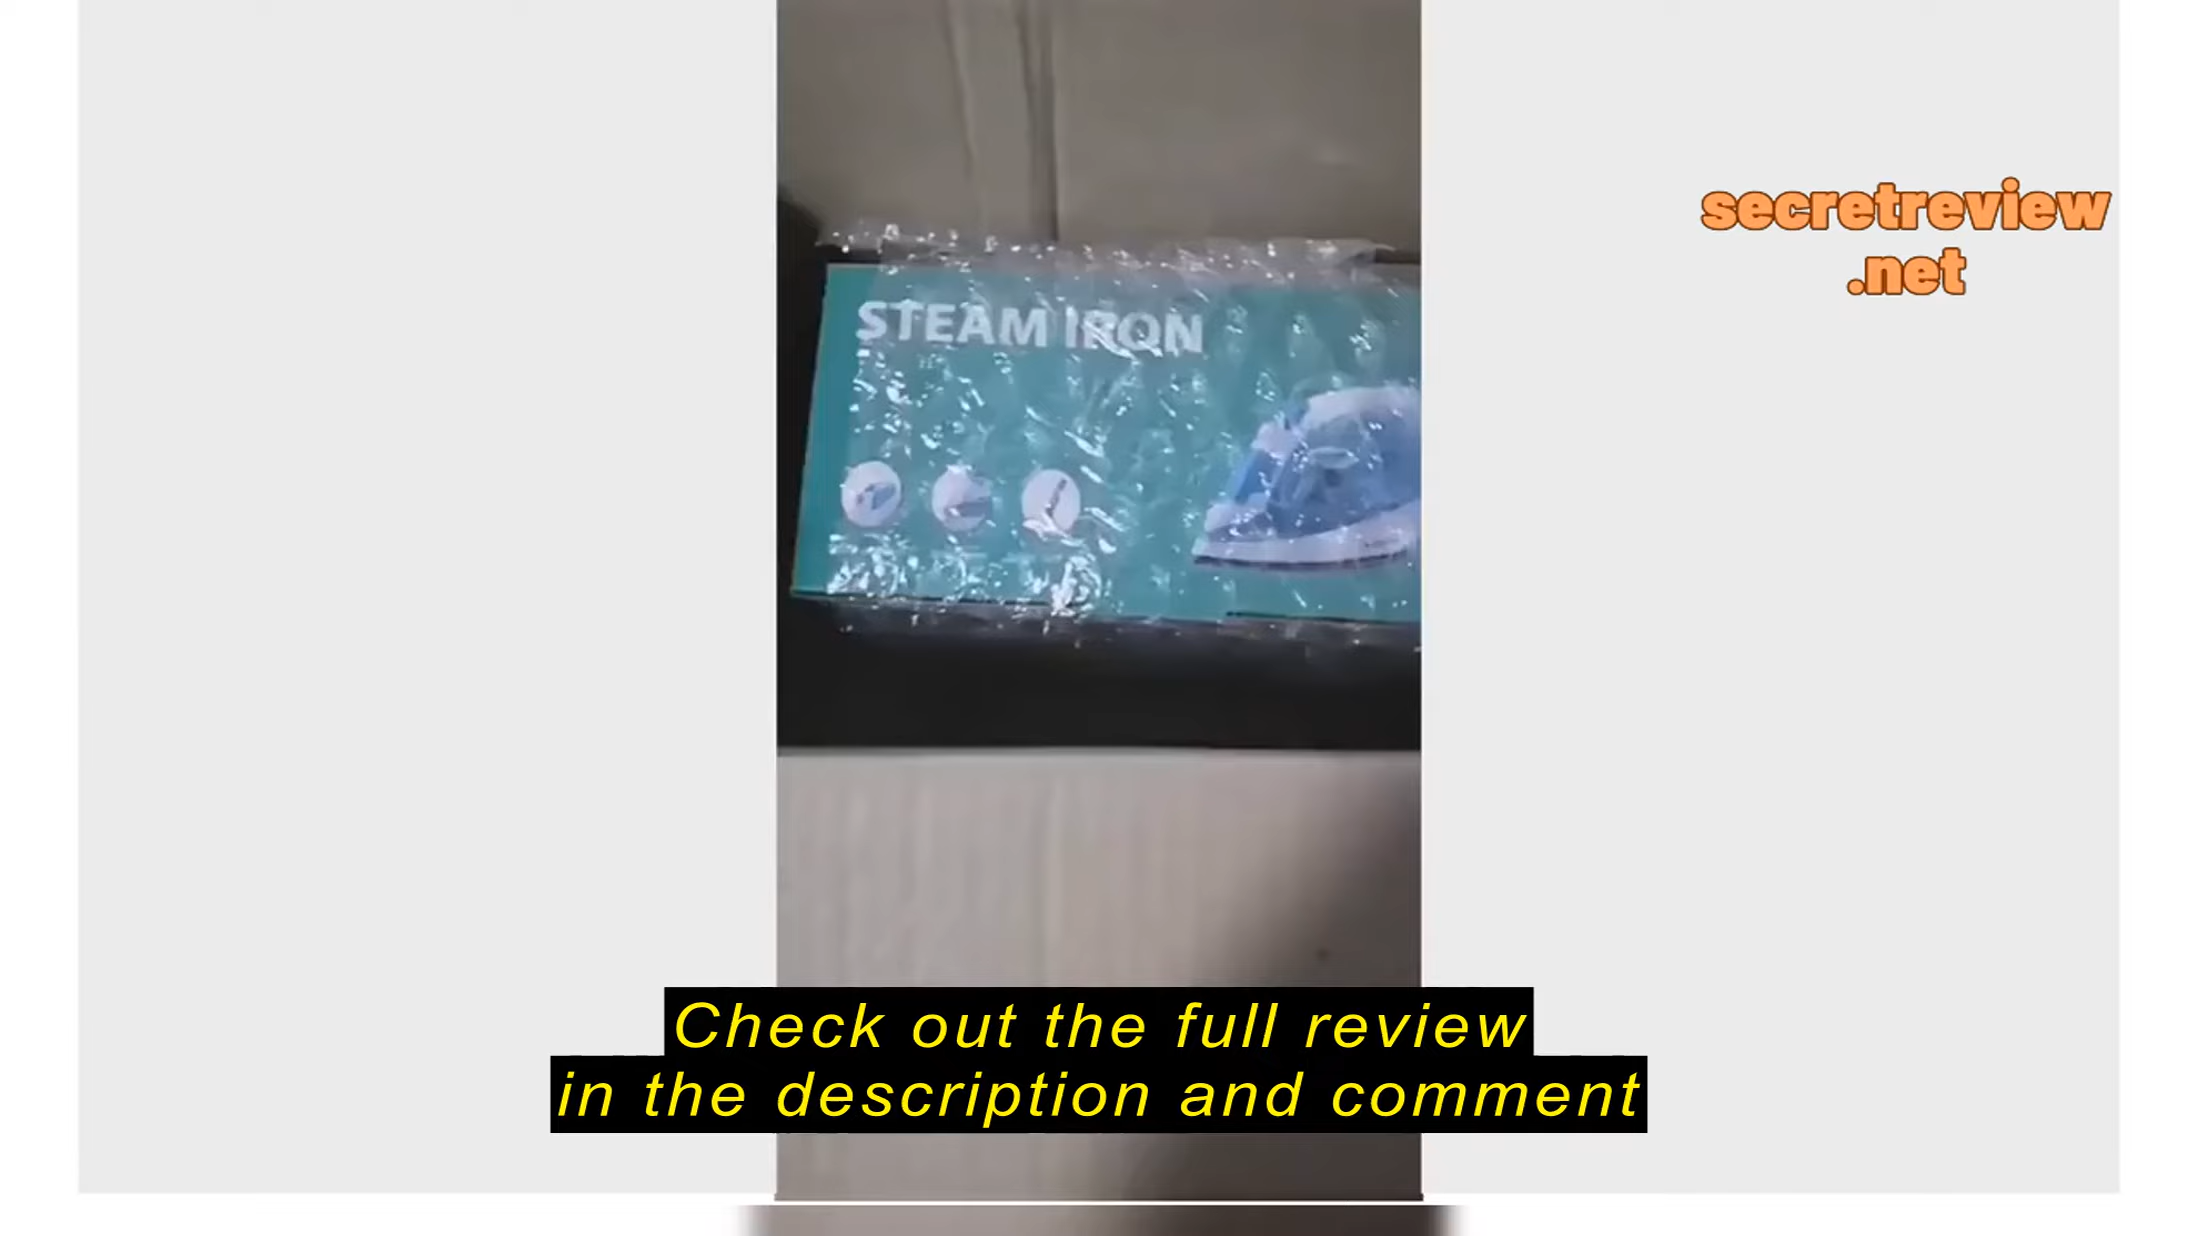 secretreview
.net
STEAM IRON
Check out the full review
in the description and comment